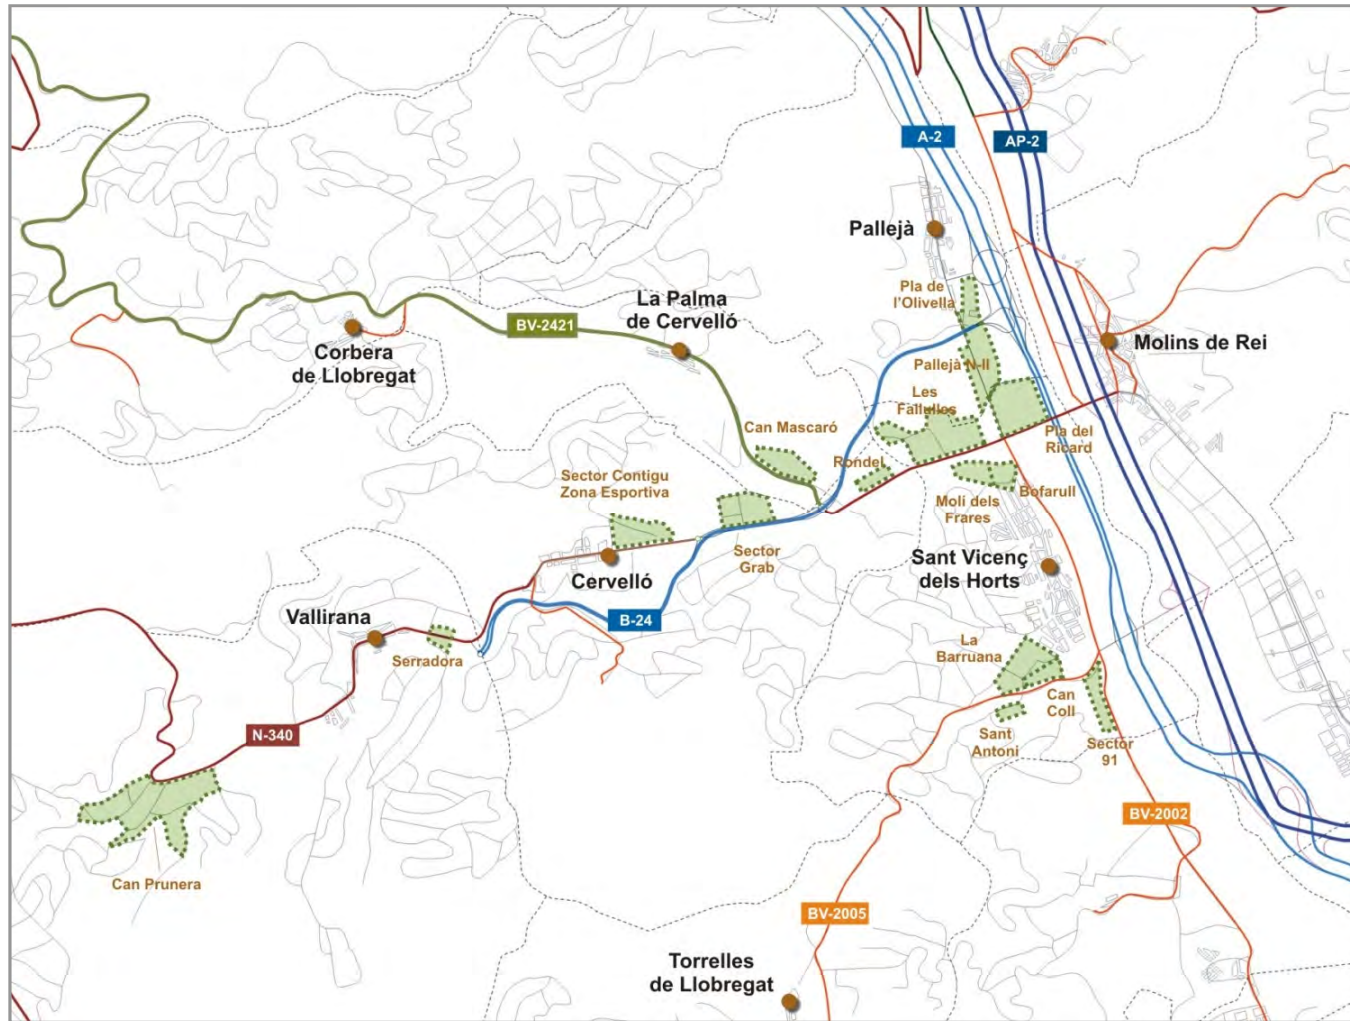 A-2
AP-2
Pallejà
Pla de
l'Olivella
La Palma
de Cervelló
BV-2421
Corbera
de Llobregat
Molins de Rei
Pallejà N-II
Les
Fallulles
Can Mascaró
Pla del
Ricard
Rondel
Sector Contigu
Zona Esportiva
Bofarull
Molí dels
Frares
Sector
Grab
Cervelló
Sant Vicenç
dels Horts
Vallirana
B-24
Serradora
La
Barruana
Can
Coll
N-340
Sant
Antoni
Sector
91
BV-2002
Can Prunera
BV-2005
Torrelles
de Llobregat